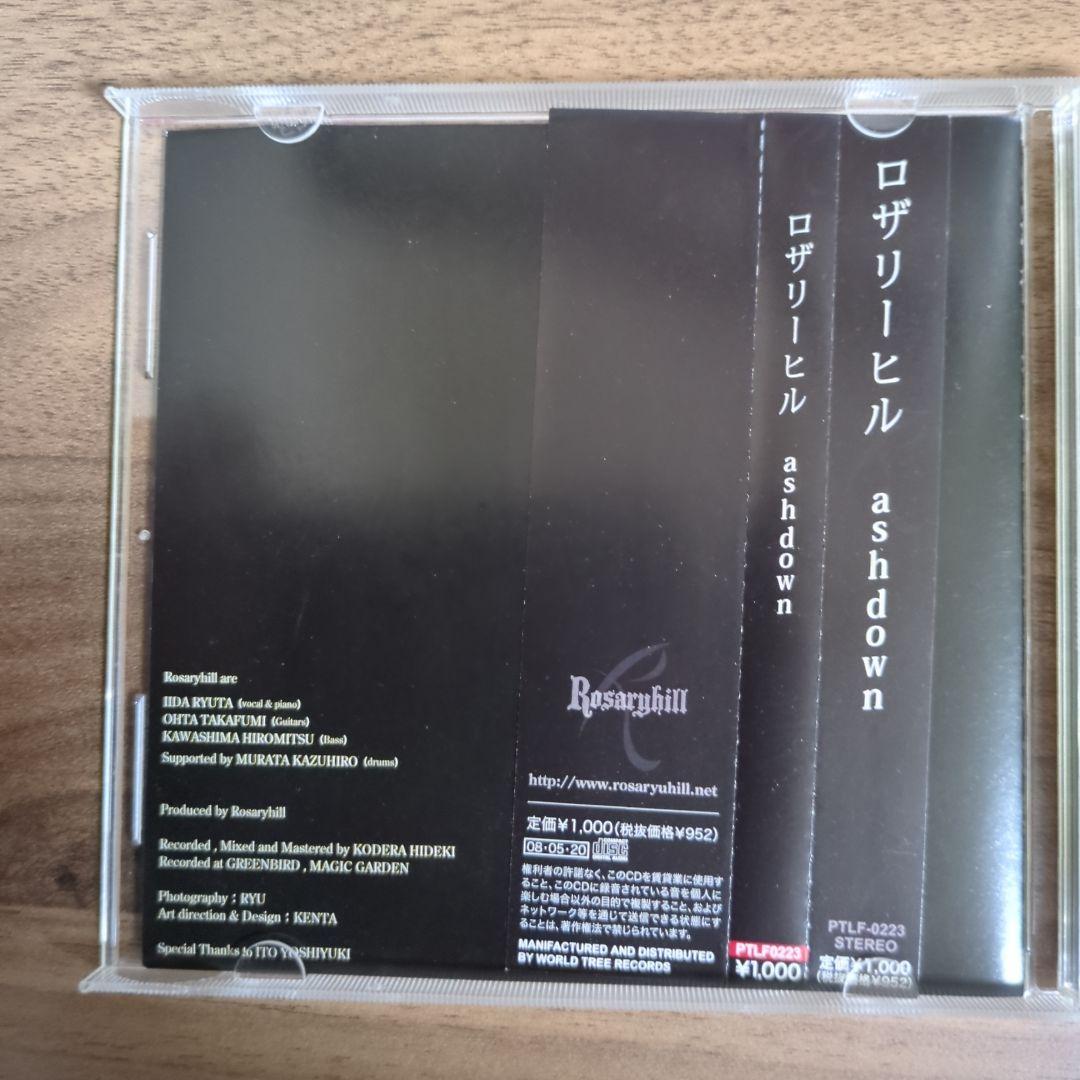 Rosaryhill are
IIDA RYUTA (vocal & piano)
OHTA TAKAFUMI (Guitars)
KAWASHIMA HIROMITSU (Bass)
Supported by MURATA KAZUHIRO (drums)
Produced by Rosaryhill
Recorded , Mixed and Mastered by KODERA HIDEKI
Recorded at GREENBIRD , MAGIC GARDEN
Photography : RYU
Art direction & Design : KENTA
Special Thanks to ITO YOSHIYUKI
Rosaryhill
http://www.rosaryuhill.net
定価¥1,000(税抜価格¥952)
08・05・20 COMPACT disc DIGITAL AUDIO
権利者の許諾なく、このCDを賃貸業に使用す
ること、このCDに録音されている音を個人に
楽しむ場合以外の目的で複製すること、および
ネットワーク等を通じて送信できる状態にす
ることは、著作権法で禁じられています。
MANIFACTURED AND DISTRIBUTED
BY WORLD TREE RECORDS
ロザリーヒル ashdown
PTLF0223
¥1,000
ロザリーヒル ashdown
PTLF-0223
STEREO
定価¥1,000
(税抜価格¥952)